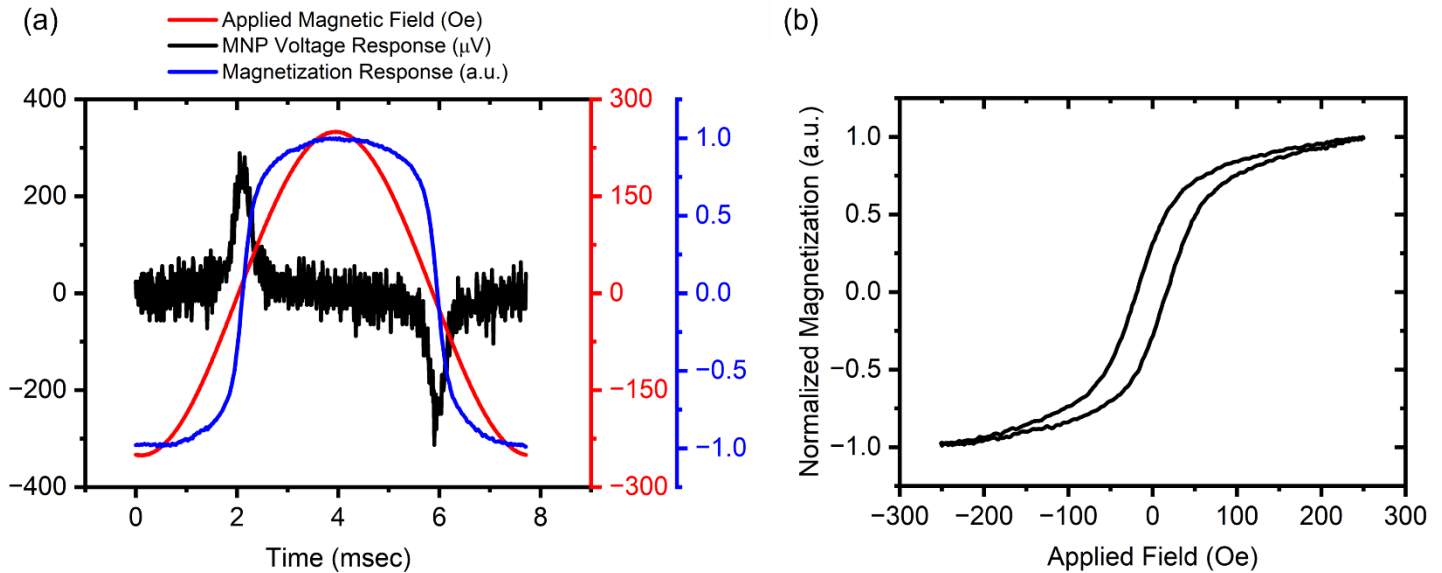 (a)
Applied Magnetic Field (Oe)
MNP Voltage Response (μV)
Magnetization Response (a.u.)
400
200
0
−200
−400
300
150
0
−150
−300
1.0
0.5
0.0
−0.5
−1.0
0 2 4 6 8
Time (msec)
(b)
Normalized Magnetization (a.u.)
1.0
0.5
0.0
−0.5
−1.0
−300 −200 −100 0 100 200 300
Applied Field (Oe)